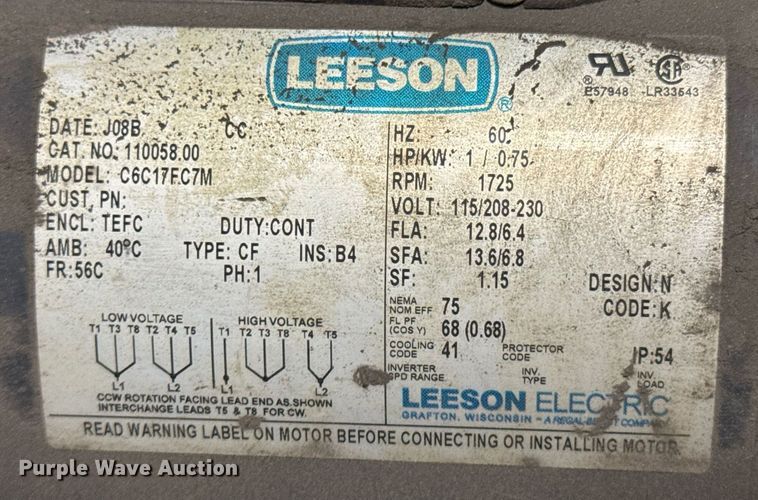 LEESON
®
E57948
LR33543
DATE: J08B CC
CAT. NO. 110058.00
MODEL: C6C17FC7M
CUST. PN:
ENCL: TEFC DUTY:CONT
AMB: 40°C TYPE: CF INS:B4
FR:56C PH:1
HZ 60
HP/KW: 1 / 0.75
RPM: 1725
VOLT: 115/208-230
FLA: 12.8/6.4
SFA: 13.6/6.8
SF: 1.15 DESIGN:N
NEMA NOM EFF 75 CODE:K
FL PF (COS Y) 68 (0.68)
COOLING CODE 41 PROTECTOR CODE IP:54
INVERTER SPD RANGE INV. TYPE INV. LOAD
LOW VOLTAGE HIGH VOLTAGE
T1 T3 T8 T2 T4 T5 T1 T2 T3 T8 T4 T5
L1 L2 L1 L2
CCW ROTATION FACING LEAD END AS SHOWN
INTERCHANGE LEADS T5 & T8 FOR CW.
LEESON ELECTRIC
GRAFTON, WISCONSIN – A REGAL-BELOIT COMPANY
READ WARNING LABEL ON MOTOR BEFORE CONNECTING OR INSTALLING MOTOR
Purple Wave Auction